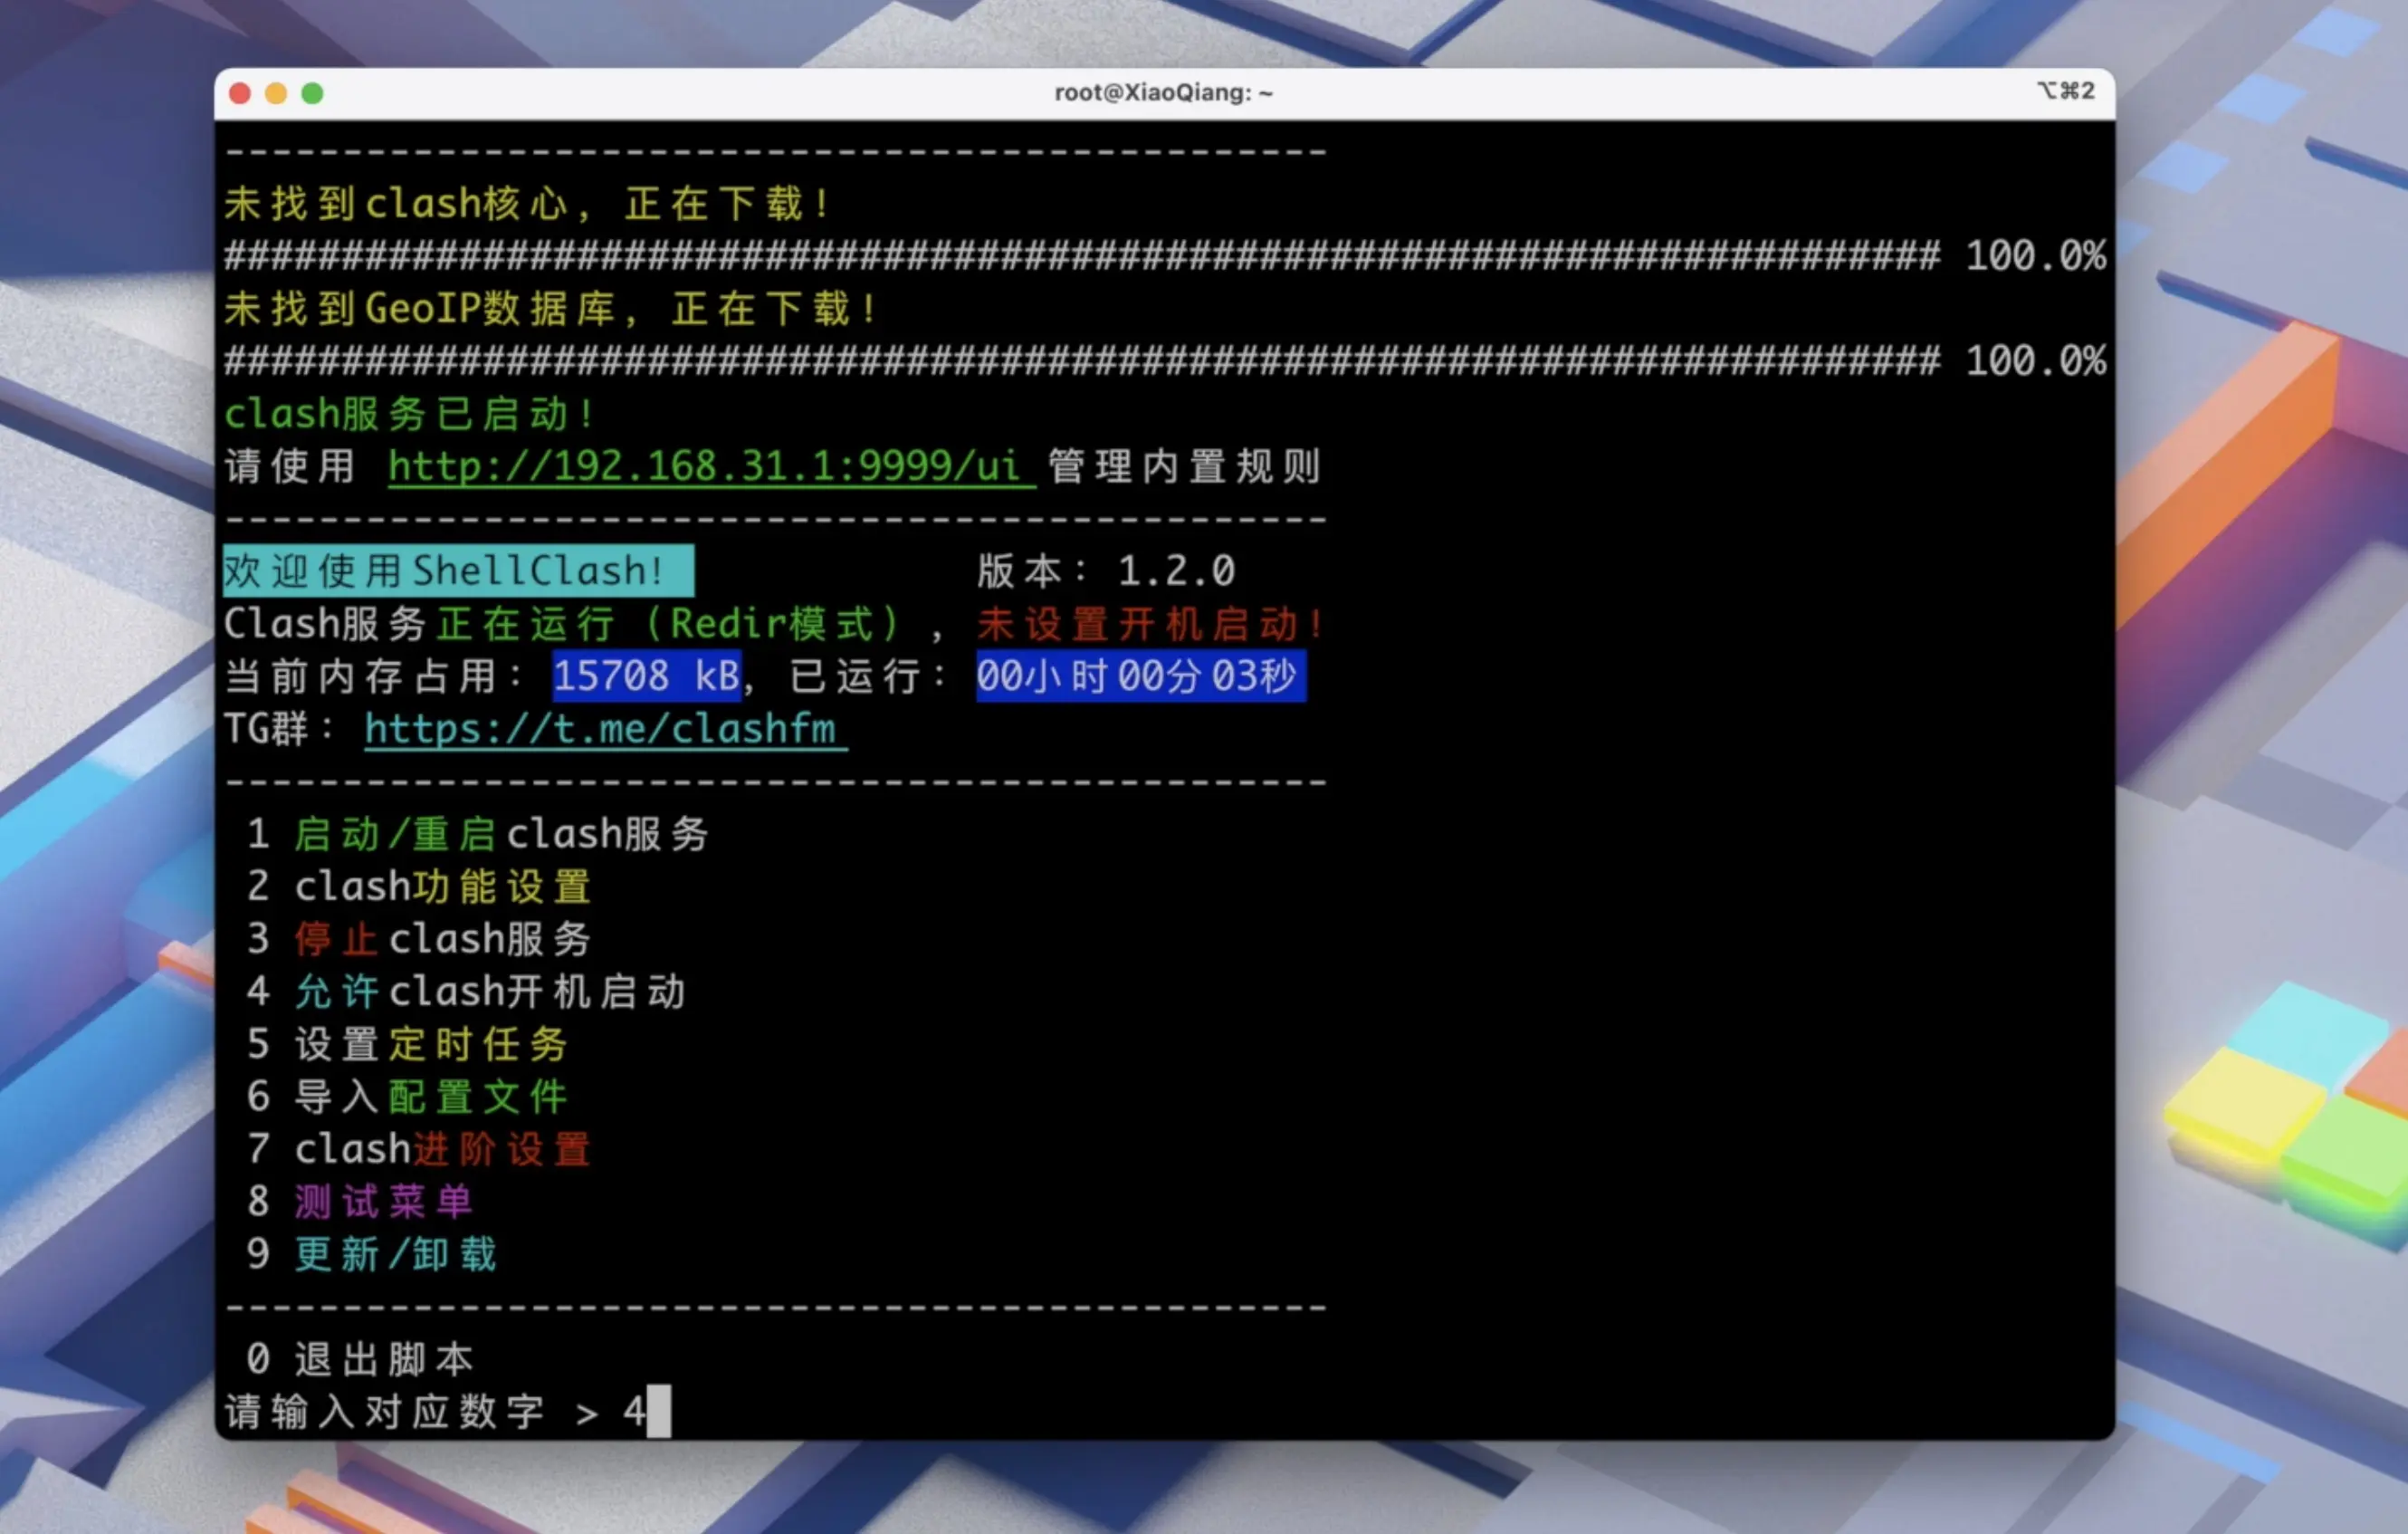 root@XiaoQiang: ~
⌥⌘2
-----------------------------------------------
未找到clash核心，正在下载！
######################################################################### 100.0%
未找到GeoIP数据库，正在下载！
######################################################################### 100.0%
clash服务已启动！
请使用 http://192.168.31.1:9999/ui 管理内置规则
-----------------------------------------------
欢迎使用ShellClash！ 版本：1.2.0
Clash服务正在运行（Redir模式），未设置开机启动！
当前内存占用：15708 kB，已运行：00小时00分03秒
TG群：https://t.me/clashfm
-----------------------------------------------
1 启动/重启clash服务
2 clash功能设置
3 停止clash服务
4 允许clash开机启动
5 设置定时任务
6 导入配置文件
7 clash进阶设置
8 测试菜单
9 更新/卸载
-----------------------------------------------
0 退出脚本
请输入对应数字 > 4